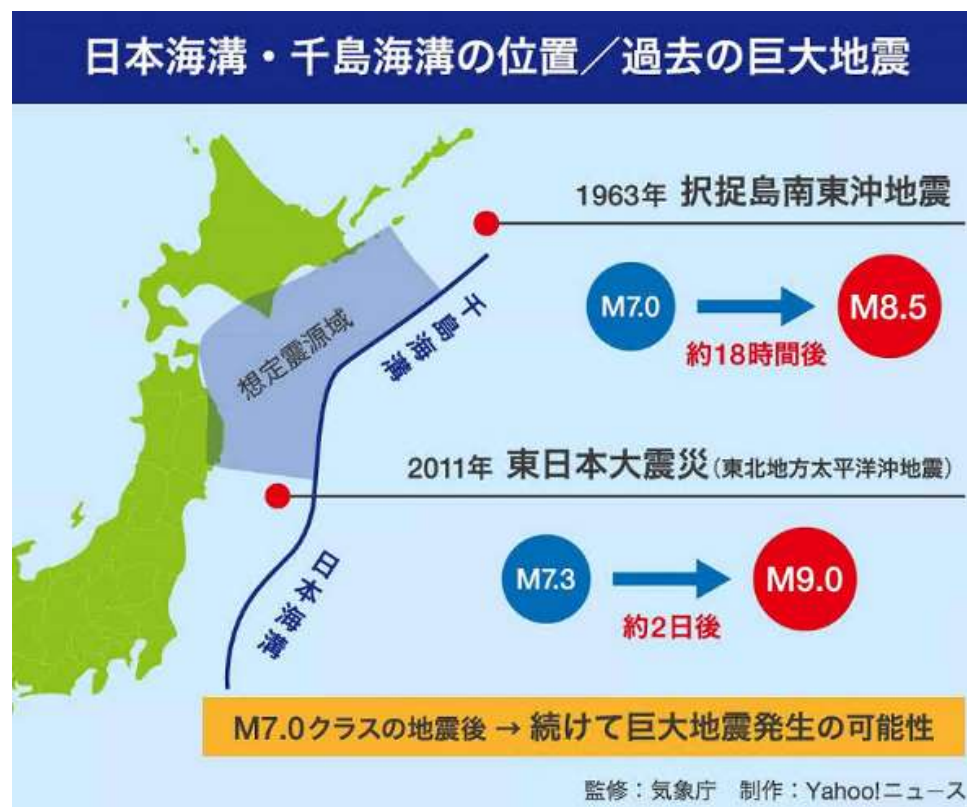 日本海溝・千島海溝の位置／過去の巨大地震
1963年 択捉島南東沖地震
M7.0
M8.5
約18時間後
千島海溝
想定震源域
2011年 東日本大震災(東北地方太平洋沖地震)
M7.3
M9.0
約2日後
日本海溝
M7.0クラスの地震後 → 続けて巨大地震発生の可能性
監修：気象庁 制作：Yahoo!ニュース